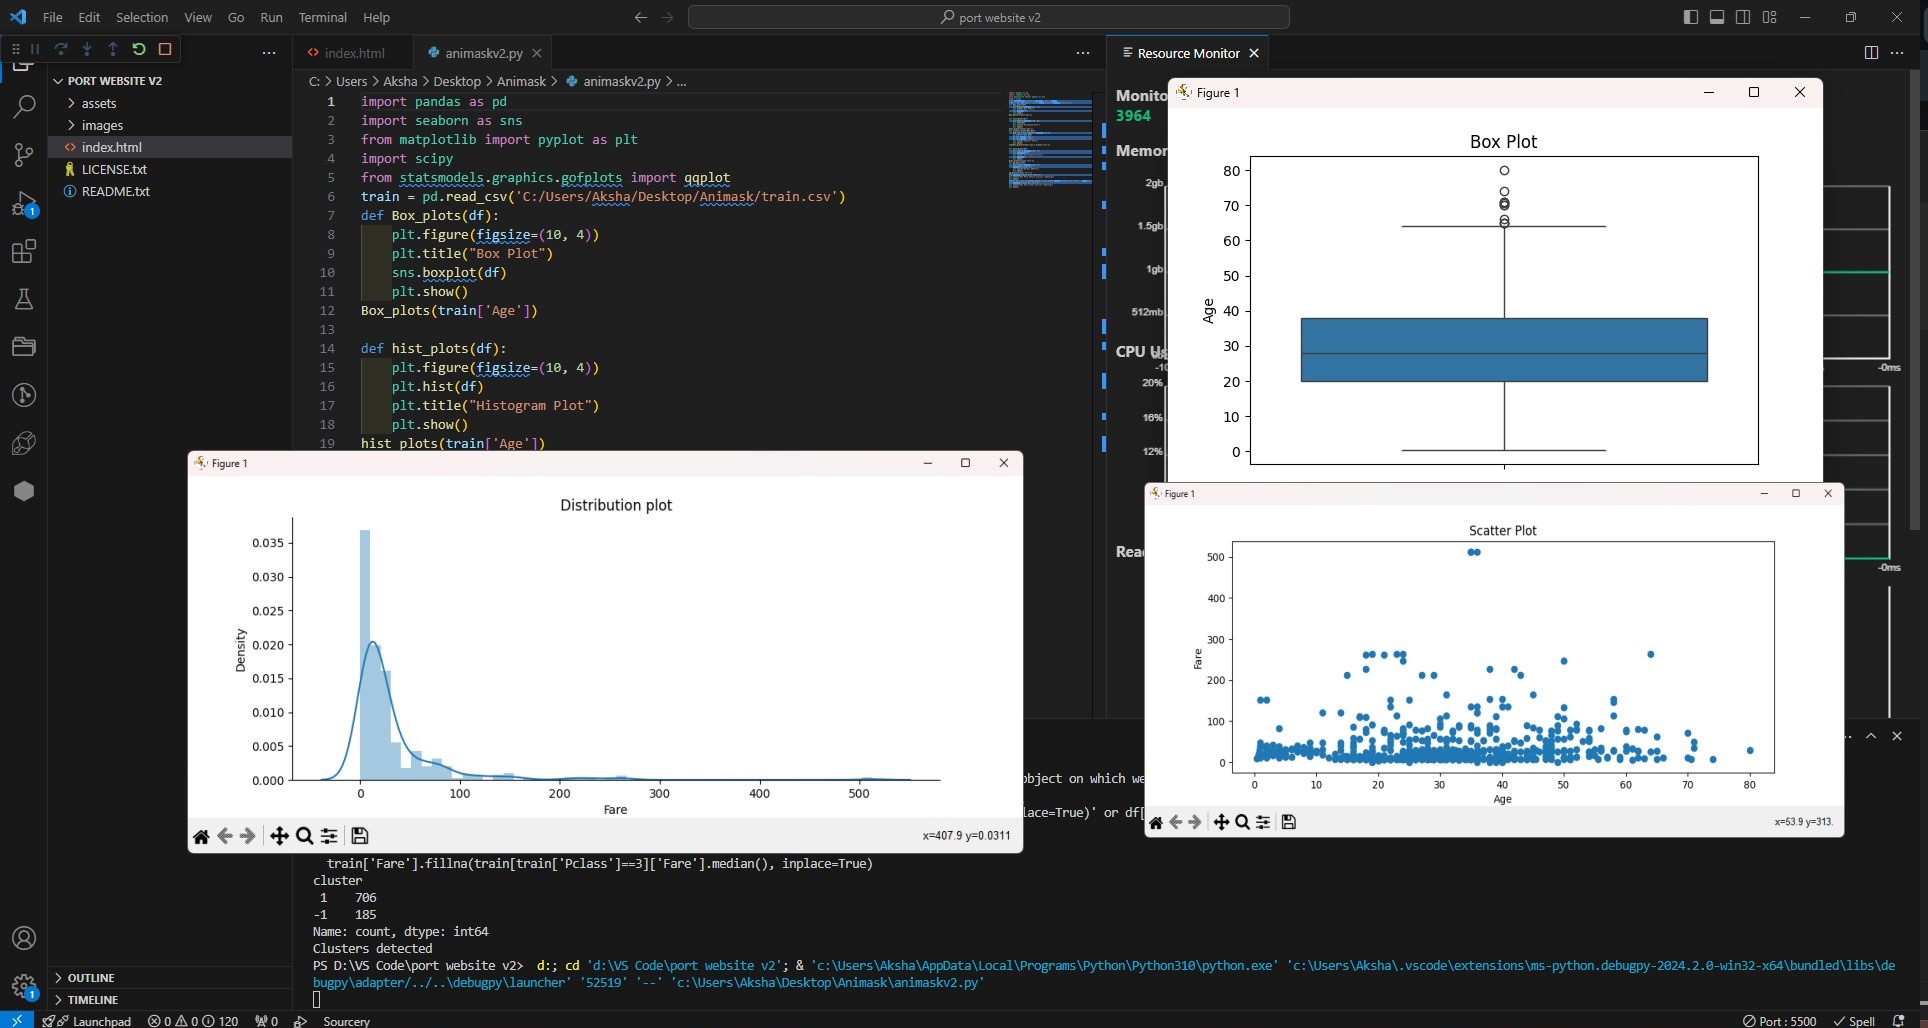 File Edit Selection View Go Run Terminal Help
port website v2
index.html
animaskv2.py
Resource Monitor
PORT WEBSITE V2
assets
images
index.html
LICENSE.txt
README.txt
C: > Users > Aksha > Desktop > Animask > animaskv2.py > ...
1 import pandas as pd
2 import seaborn as sns
3 from matplotlib import pyplot as plt
4 import scipy
5 from statsmodels.graphics.gofplots import qqplot
6 train = pd.read_csv('C:/Users/Aksha/Desktop/Animask/train.csv')
7 def Box_plots(df):
8 plt.figure(figsize=(10, 4))
9 plt.title("Box Plot")
10 sns.boxplot(df)
11 plt.show()
12 Box_plots(train['Age'])
13
14 def hist_plots(df):
15 plt.figure(figsize=(10, 4))
16 plt.hist(df)
17 plt.title("Histogram Plot")
18 plt.show()
19 hist_plots(train['Age'])
3964
2gb
1.5gb
1gb
512mb
CPU
20%
16%
12%
-0ms
-0ms
Figure 1
Box Plot
80
70
60
50
40
30
20
10
0
Age
Figure 1
Distribution plot
0.035
0.030
0.025
0.020
0.015
0.010
0.005
0.000
Density
0 100 200 300 400 500
Fare
x=407.9 y=0.0311
Figure 1
Scatter Plot
500
400
300
200
100
0
Fare
0 10 20 30 40 50 60 70 80
Age
x=53.9 y=313.
object on which we
lace=True)' or df[
train['Fare'].fillna(train[train['Pclass']==3]['Fare'].median(), inplace=True)
cluster
1 706
-1 185
Name: count, dtype: int64
Clusters detected
PS D:\VS Code\port website v2> d:; cd 'd:\VS Code\port website v2'; & 'c:\Users\Aksha\AppData\Local\Programs\Python\Python310\python.exe' 'c:\Users\Aksha\.vscode\extensions\ms-python.debugpy-2024.2.0-win32-x64\bundled\libs\de
bugpy\adapter/../..\debugpy\launcher' '52519' '--' 'c:\Users\Aksha\Desktop\Animask\animaskv2.py'
OUTLINE
TIMELINE
1
1
Launchpad 0 0 120 0 Sourcery
Port : 5500 Spell